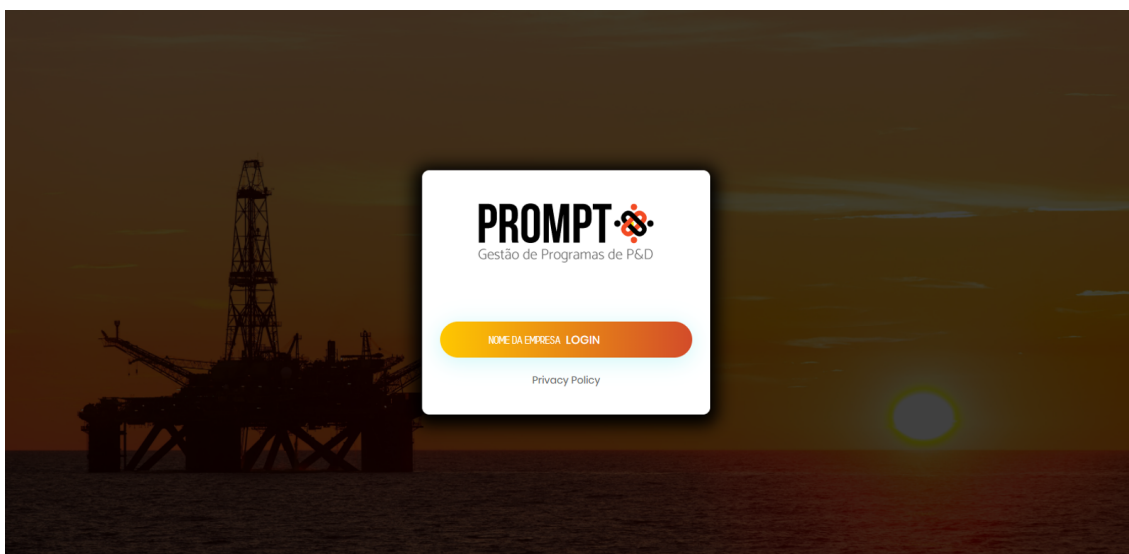 PROMPT
Gestão de Programas de P&D
NOME DA EMPRESA LOGIN
Privacy Policy